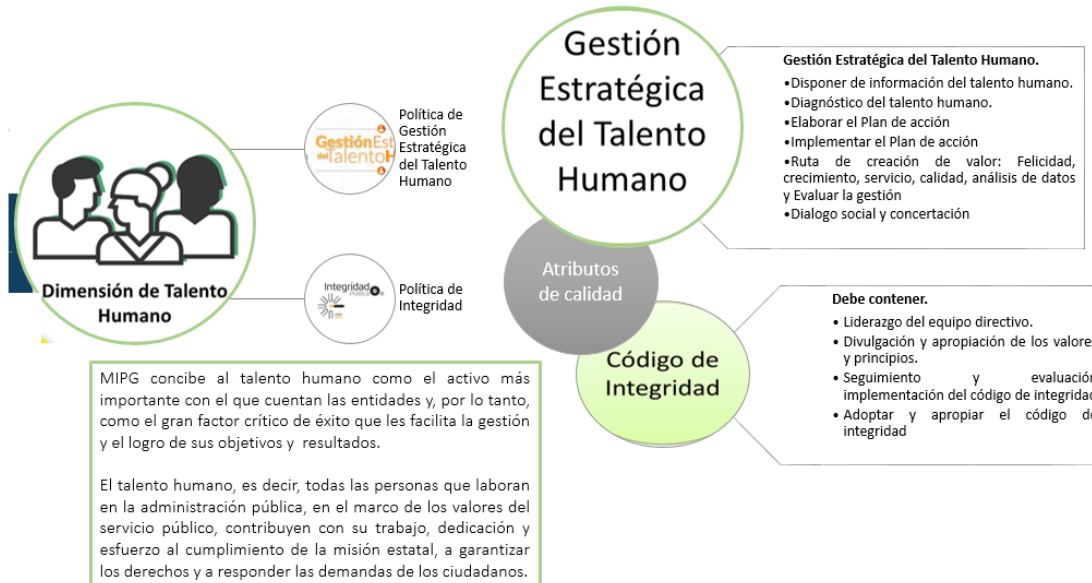 Dimensión de Talento
Humano
GestiónEst
del TalentoH
Política de
Gestión
Estratégica
del Talento
Humano
Integridad
Política
Política de
Integridad
MIPG concibe al talento humano como el activo más
importante con el que cuentan las entidades y, por lo tanto,
como el gran factor crítico de éxito que les facilita la gestión
y el logro de sus objetivos y resultados.
El talento humano, es decir, todas las personas que laboran
en la administración pública, en el marco de los valores del
servicio público, contribuyen con su trabajo, dedicación y
esfuerzo al cumplimiento de la misión estatal, a garantizar
los derechos y a responder las demandas de los ciudadanos.
Gestión
Estratégica
del Talento
Humano
Atributos
de calidad
Código de
Integridad
Gestión Estratégica del Talento Humano.
•Disponer de información del talento humano.
•Diagnóstico del talento humano.
•Elaborar el Plan de acción
•Implementar el Plan de acción
•Ruta de creación de valor: Felicidad,
crecimiento, servicio, calidad, análisis de datos
y Evaluar la gestión
•Dialogo social y concertación
Debe contener.
• Liderazgo del equipo directivo.
• Divulgación y apropiación de los valore
y principios.
• Seguimiento y evaluación
implementación del código de integridad
• Adoptar y apropiar el código de
integridad